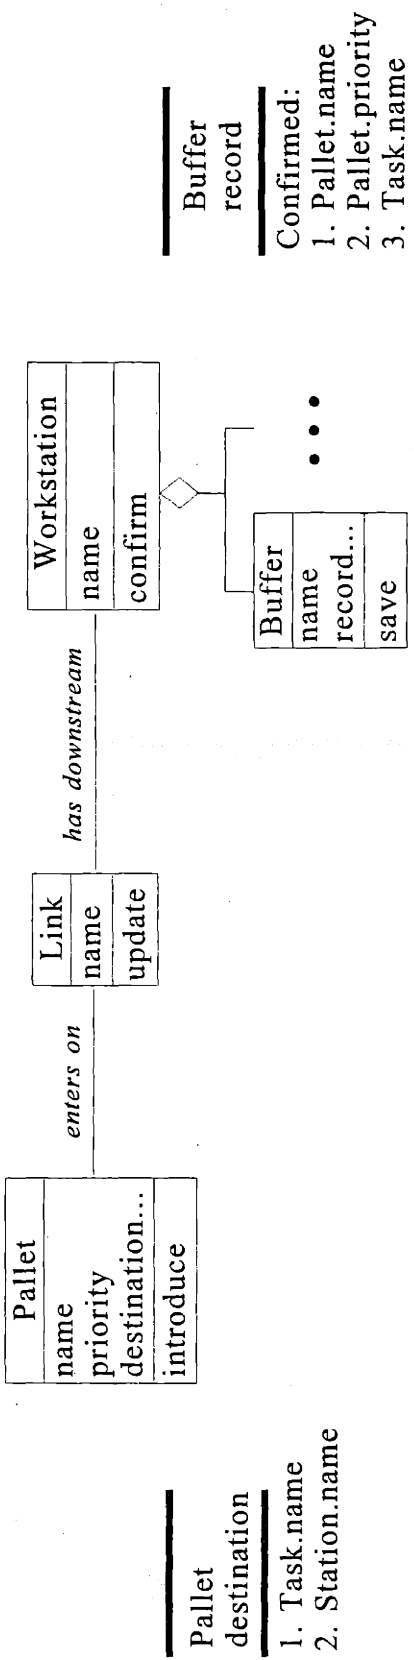 Pallet
name
priority
destination...
introduce
enters on
Link
name
update
has downstream
Workstation
name
confirm
Buffer
name
record...
save
Pallet
destination
1. Task.name
2. Station.name
Buffer
record
Confirmed:
1. Pallet.name
2. Pallet.priority
3. Task.name